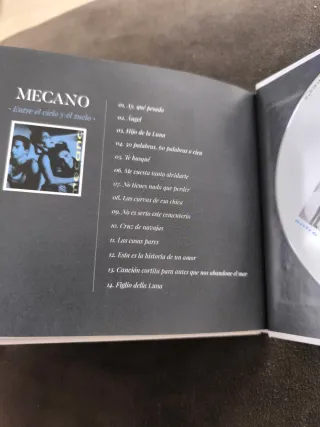 MECANO
- Entre el cielo y el suelo -
01. Ay, qué pesado
02. Ángel
03. Hijo de la Luna
04. 50 palabras, 60 palabras o cien
05. Te busqué
06. Me cuesta tanto olvidarte
07. No tienes nada que perder
08. Las curvas de esa chica
09. No es serio este cementerio
10. Cruz de navajas
11. Las cosas pares
12. Esta es la historia de un amor
13. Canción cortita para antes que nos abandone el mar
14. Figlio della Luna